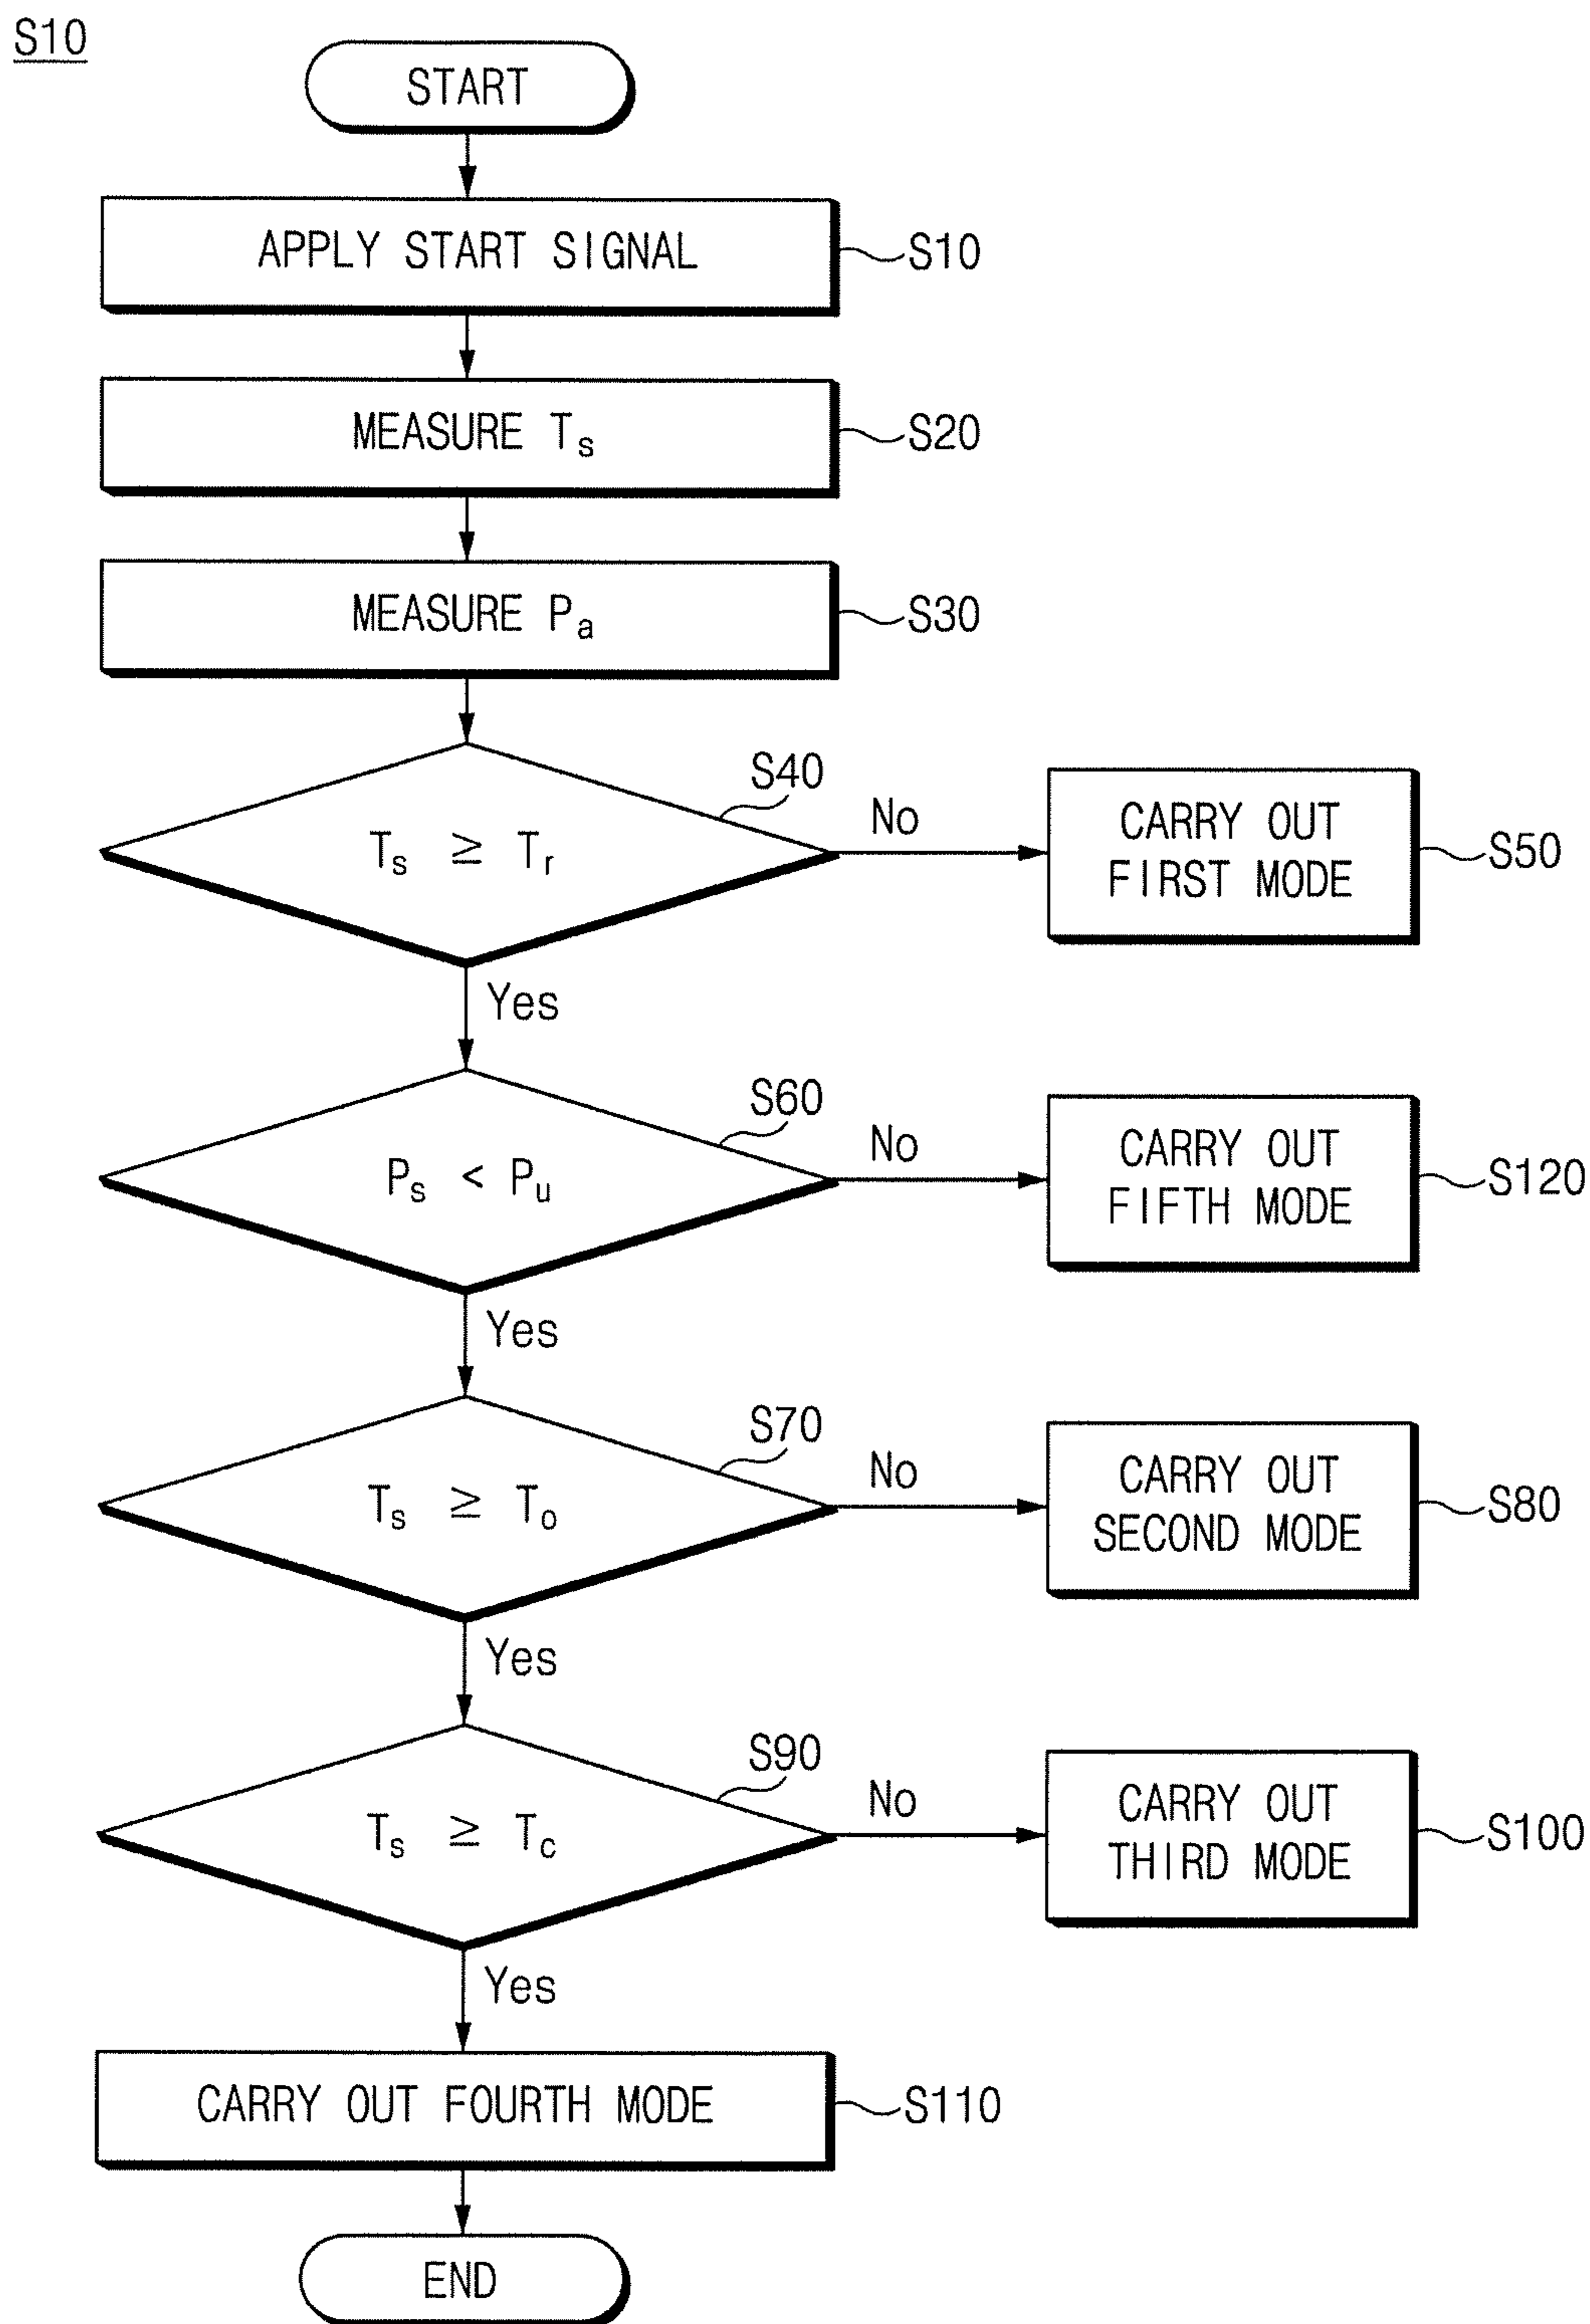 S10
START
APPLY START SIGNAL
S10
MEASURE Ts
S20
MEASURE Pa
S30
S40
Ts ≥ Tr
No
CARRY OUT
FIRST MODE
S50
Yes
S60
Ps < Pu
No
CARRY OUT
FIFTH MODE
S120
Yes
S70
Ts ≥ To
No
CARRY OUT
SECOND MODE
S80
Yes
S90
Ts ≥ Tc
No
CARRY OUT
THIRD MODE
S100
Yes
CARRY OUT FOURTH MODE
S110
END